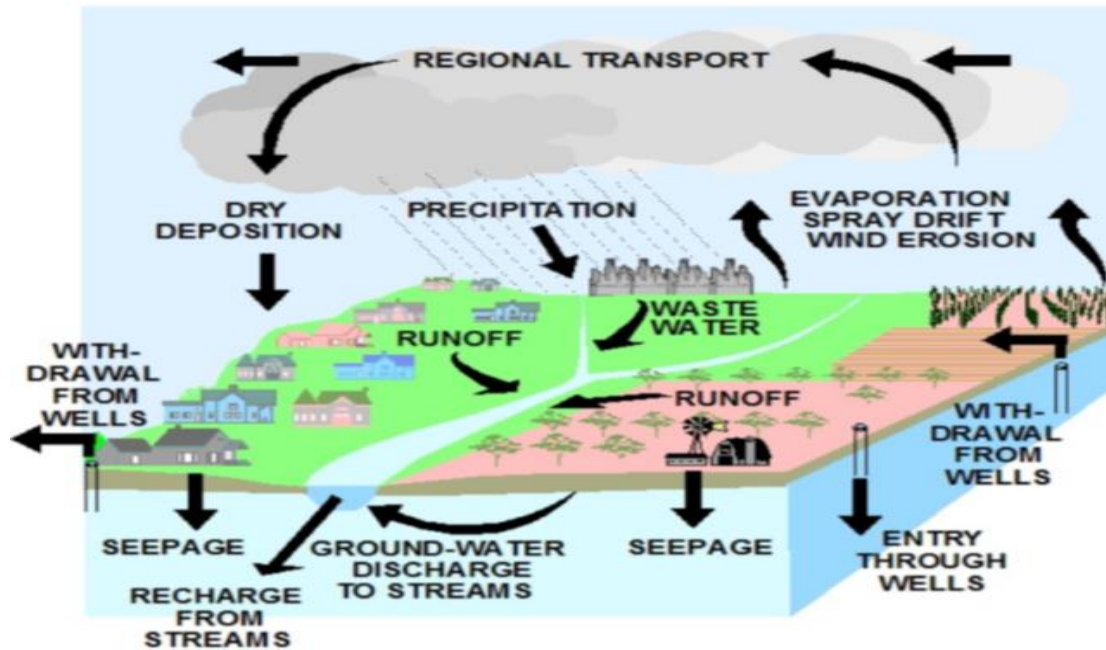 REGIONAL TRANSPORT
DRY
DEPOSITION
PRECIPITATION
EVAPORATION
SPRAY DRIFT
WIND EROSION
WASTE
WATER
RUNOFF
WITH-
DRAWAL
FROM
WELLS
RUNOFF
WITH-
DRAWAL
FROM
WELLS
SEEPAGE
GROUND-WATER
DISCHARGE
TO STREAMS
SEEPAGE
ENTRY
THROUGH
WELLS
RECHARGE
FROM
STREAMS